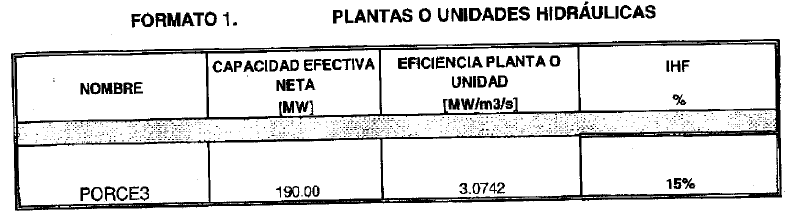 FORMATO 1. PLANTAS O UNIDADES HIDRÁULICAS
NOMBRE
CAPACIDAD EFECTIVA
NETA
[MW]
EFICIENCIA PLANTA O
UNIDAD
[MW/m3/s]
IHF
%
PORCE3 190.00 3.0742 15%